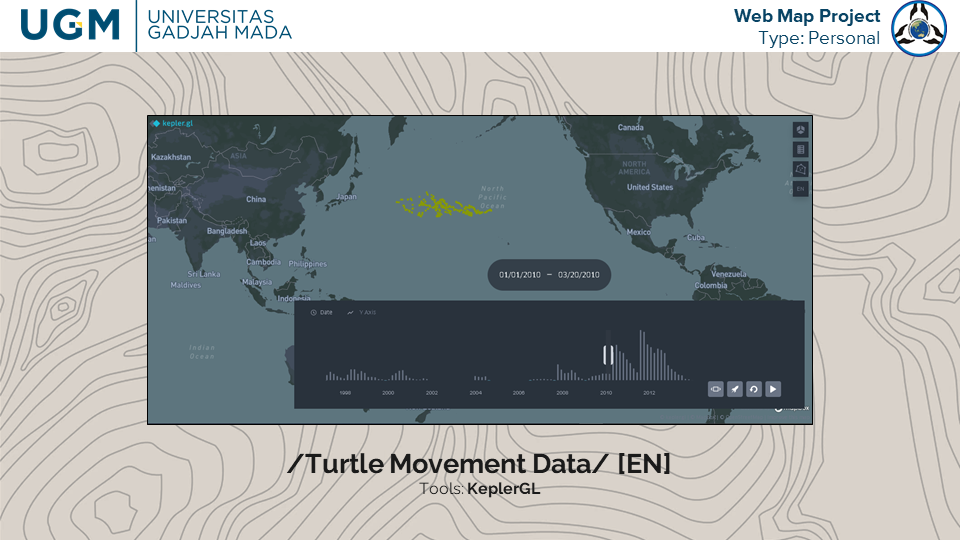 UGM
UNIVERSITAS
GADJAH MADA
Web Map Project
Type: Personal
kepler.gl
Canada
Kazakhstan
ASIA
NORTH
AMERICA
United States
China
Japan
North
Pacific
Ocean
Pakistan
Bangladesh
Mexico
Cuba
Laos
Cambodia
Philippines
Sri Lanka
Maldives
Malaysia
Venezuela
Colombia
EN
01/01/2010 – 03/20/2010
Date
Y Axis
Indian
Ocean
1998 2000 2002 2004 2006 2008 2010 2012
/Turtle Movement Data/ [EN]
Tools: KeplerGL